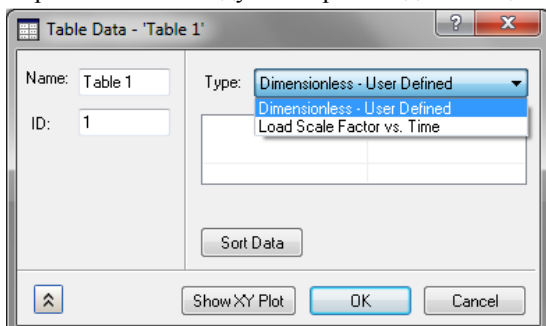 Table Data - 'Table 1'
Name: Table 1
Type: Dimensionless - User Defined
Dimensionless - User Defined
Load Scale Factor vs. Time
ID: 1
Sort Data
Show XY Plot
OK
Cancel